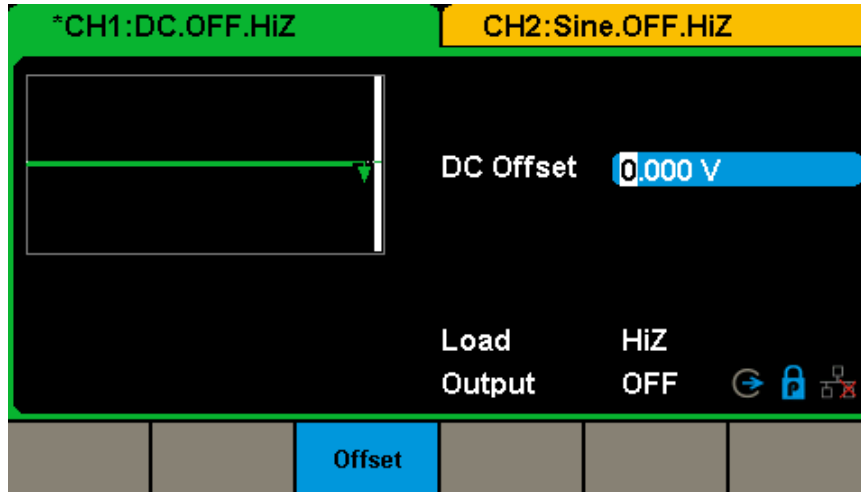 *CH1:DC.OFF.HiZ
CH2:Sine.OFF.HiZ
DC Offset 0.000 V
Load HiZ
Output OFF
P
Offset